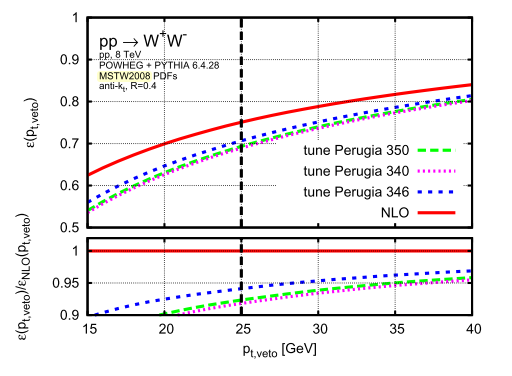 1
0.9
0.8
0.7
0.6
0.5
ε(pt,veto)
pp → W+W-
pp, 8 TeV
POWHEG + PYTHIA 6.4.28
MSTW2008 PDFs
anti-kt, R=0.4
tune Perugia 350
tune Perugia 340
tune Perugia 346
NLO
1
0.95
0.9
ε(pt,veto)/εNLO(pt,veto)
15 20 25 30 35 40
pt,veto [GeV]